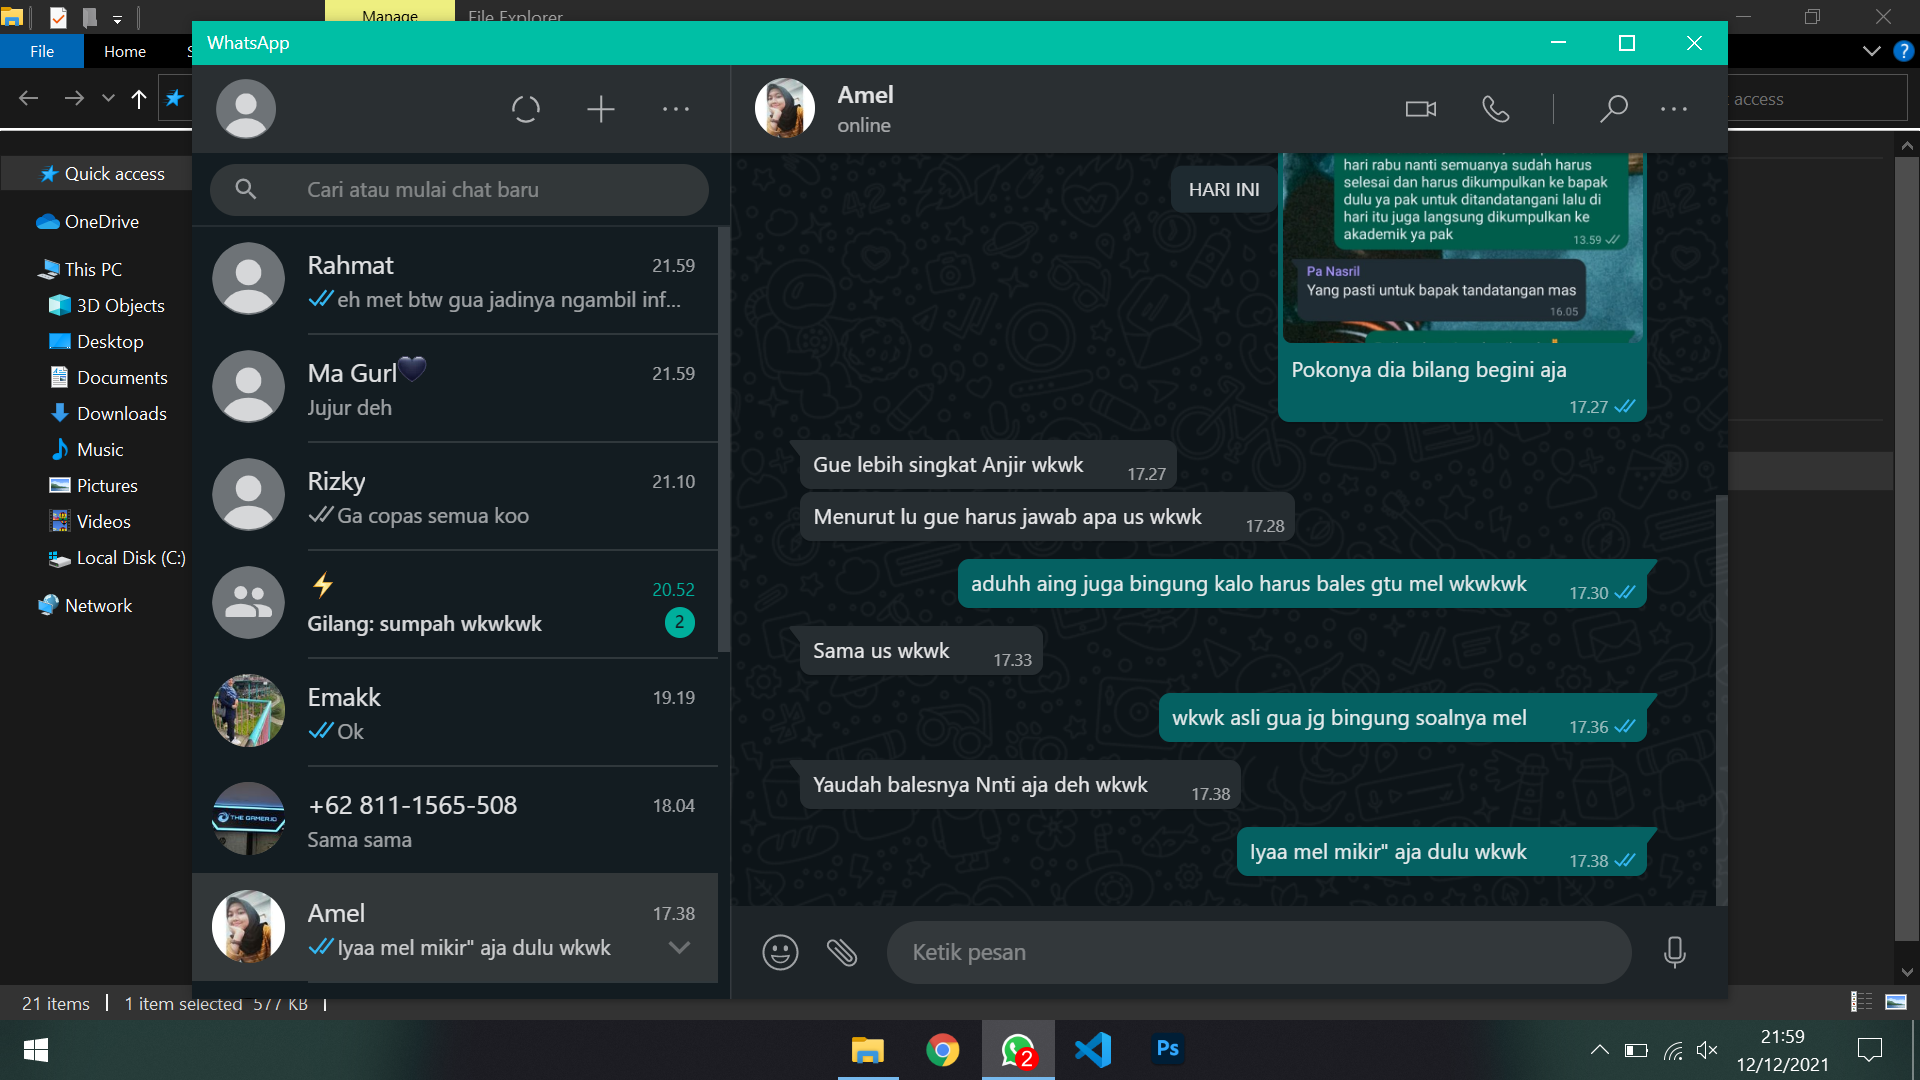 Manage
File Explorer
File
Home
access
Quick access
OneDrive
This PC
3D Objects
Desktop
Documents
Downloads
Music
Pictures
Videos
Local Disk (C:)
Network
21 items
1 item selected 577 KB
WhatsApp
Cari atau mulai chat baru
Rahmat
21.59
eh met btw gua jadinya ngambil inf...
Ma Gurl🖤
21.59
Jujur deh
Rizky
21.10
Ga copas semua koo
⚡
20.52
Gilang: sumpah wkwkwk
2
Emakk
19.19
Ok
+62 811-1565-508
18.04
Sama sama
THE GAMER.ID
Amel
17.38
Iyaa mel mikir" aja dulu wkwk
Amel
online
HARI INI
hari rabu nanti semuanya sudah harus
selesai dan harus dikumpulkan ke bapak
dulu ya pak untuk ditandatangani lalu di
hari itu juga langsung dikumpulkan ke
akademik ya pak
13.59
Pa Nasril
Yang pasti untuk bapak tandatangan mas
16.05
Pokonya dia bilang begini aja
17.27
Gue lebih singkat Anjir wkwk
17.27
Menurut lu gue harus jawab apa us wkwk
17.28
aduhh aing juga bingung kalo harus bales gtu mel wkwkwk
17.30
Sama us wkwk
17.33
wkwk asli gua jg bingung soalnya mel
17.36
Yaudah balesnya Nnti aja deh wkwk
17.38
Iyaa mel mikir" aja dulu wkwk
17.38
Ketik pesan
2
Ps
21:59
12/12/2021